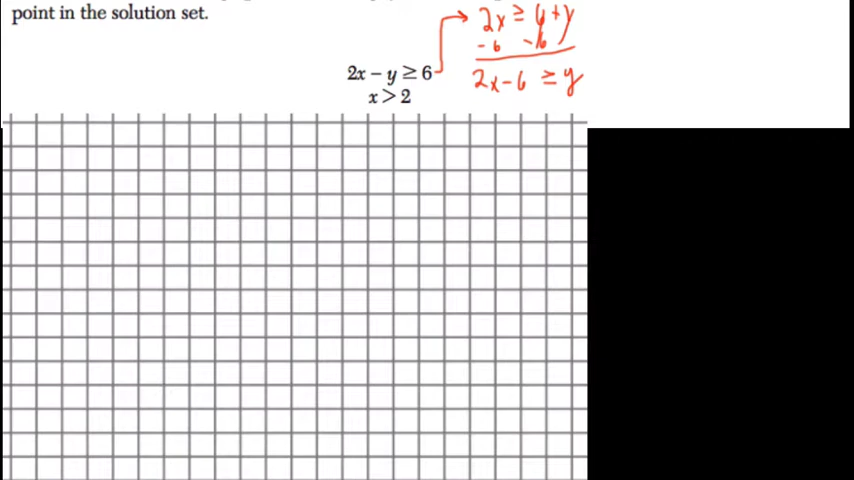 point in the solution set.
2x − y ≥ 6
x > 2
2x ≥ 6+y
-6 -6
2x-6 ≥ y